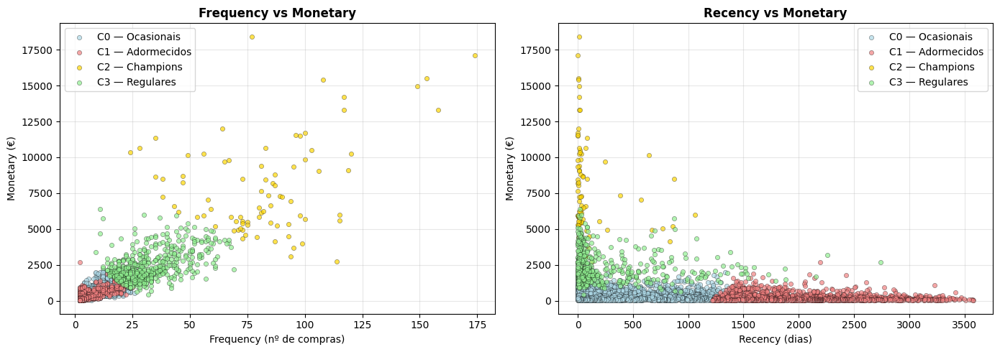 Frequency vs Monetary
C0 — Ocasionais
C1 — Adormecidos
C2 — Champions
C3 — Regulares
17500
15000
12500
10000
7500
5000
2500
0
Monetary (€)
0
25
50
75
100
125
150
175
Frequency (nº de compras)
Recency vs Monetary
C0 — Ocasionais
C1 — Adormecidos
C2 — Champions
C3 — Regulares
17500
15000
12500
10000
7500
5000
2500
0
Monetary (€)
0
500
1000
1500
2000
2500
3000
3500
Recency (dias)